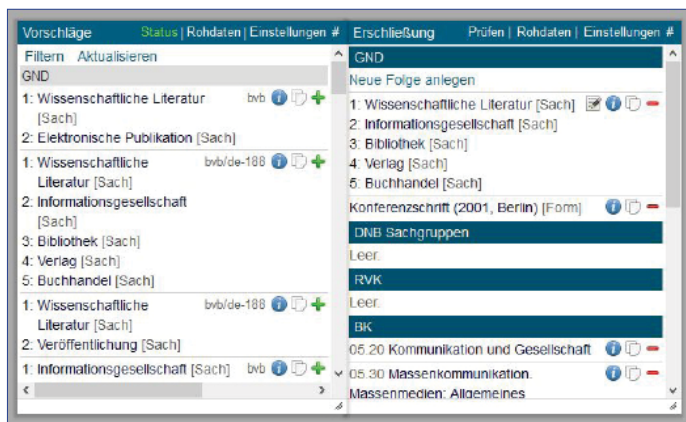 Vorschläge Status | Rohdaten | Einstellungen #
Filtern Aktualisieren
GND
1: Wissenschaftliche Literatur bvb
[Sach]
2: Elektronische Publikation [Sach]
1: Wissenschaftliche bvb/de-188
Literatur [Sach]
2: Informationsgesellschaft
[Sach]
3: Bibliothek [Sach]
4: Verlag [Sach]
5: Buchhandel [Sach]
1: Wissenschaftliche bvb/de-188
Literatur [Sach]
2: Veröffentlichung [Sach]
1: Informationsgesellschaft [Sach] bvb
Erschließung Prüfen | Rohdaten | Einstellungen #
GND
Neue Folge anlegen
1: Wissenschaftliche Literatur [Sach]
2: Informationsgesellschaft [Sach]
3: Bibliothek [Sach]
4: Verlag [Sach]
5: Buchhandel [Sach]
Konferenzschrift (2001, Berlin) [Form]
DNB Sachgruppen
Leer.
RVK
Leer.
BK
05.20 Kommunikation und Gesellschaft
05.30 Massenkommunikation.
Massenmedien: Allgemeines